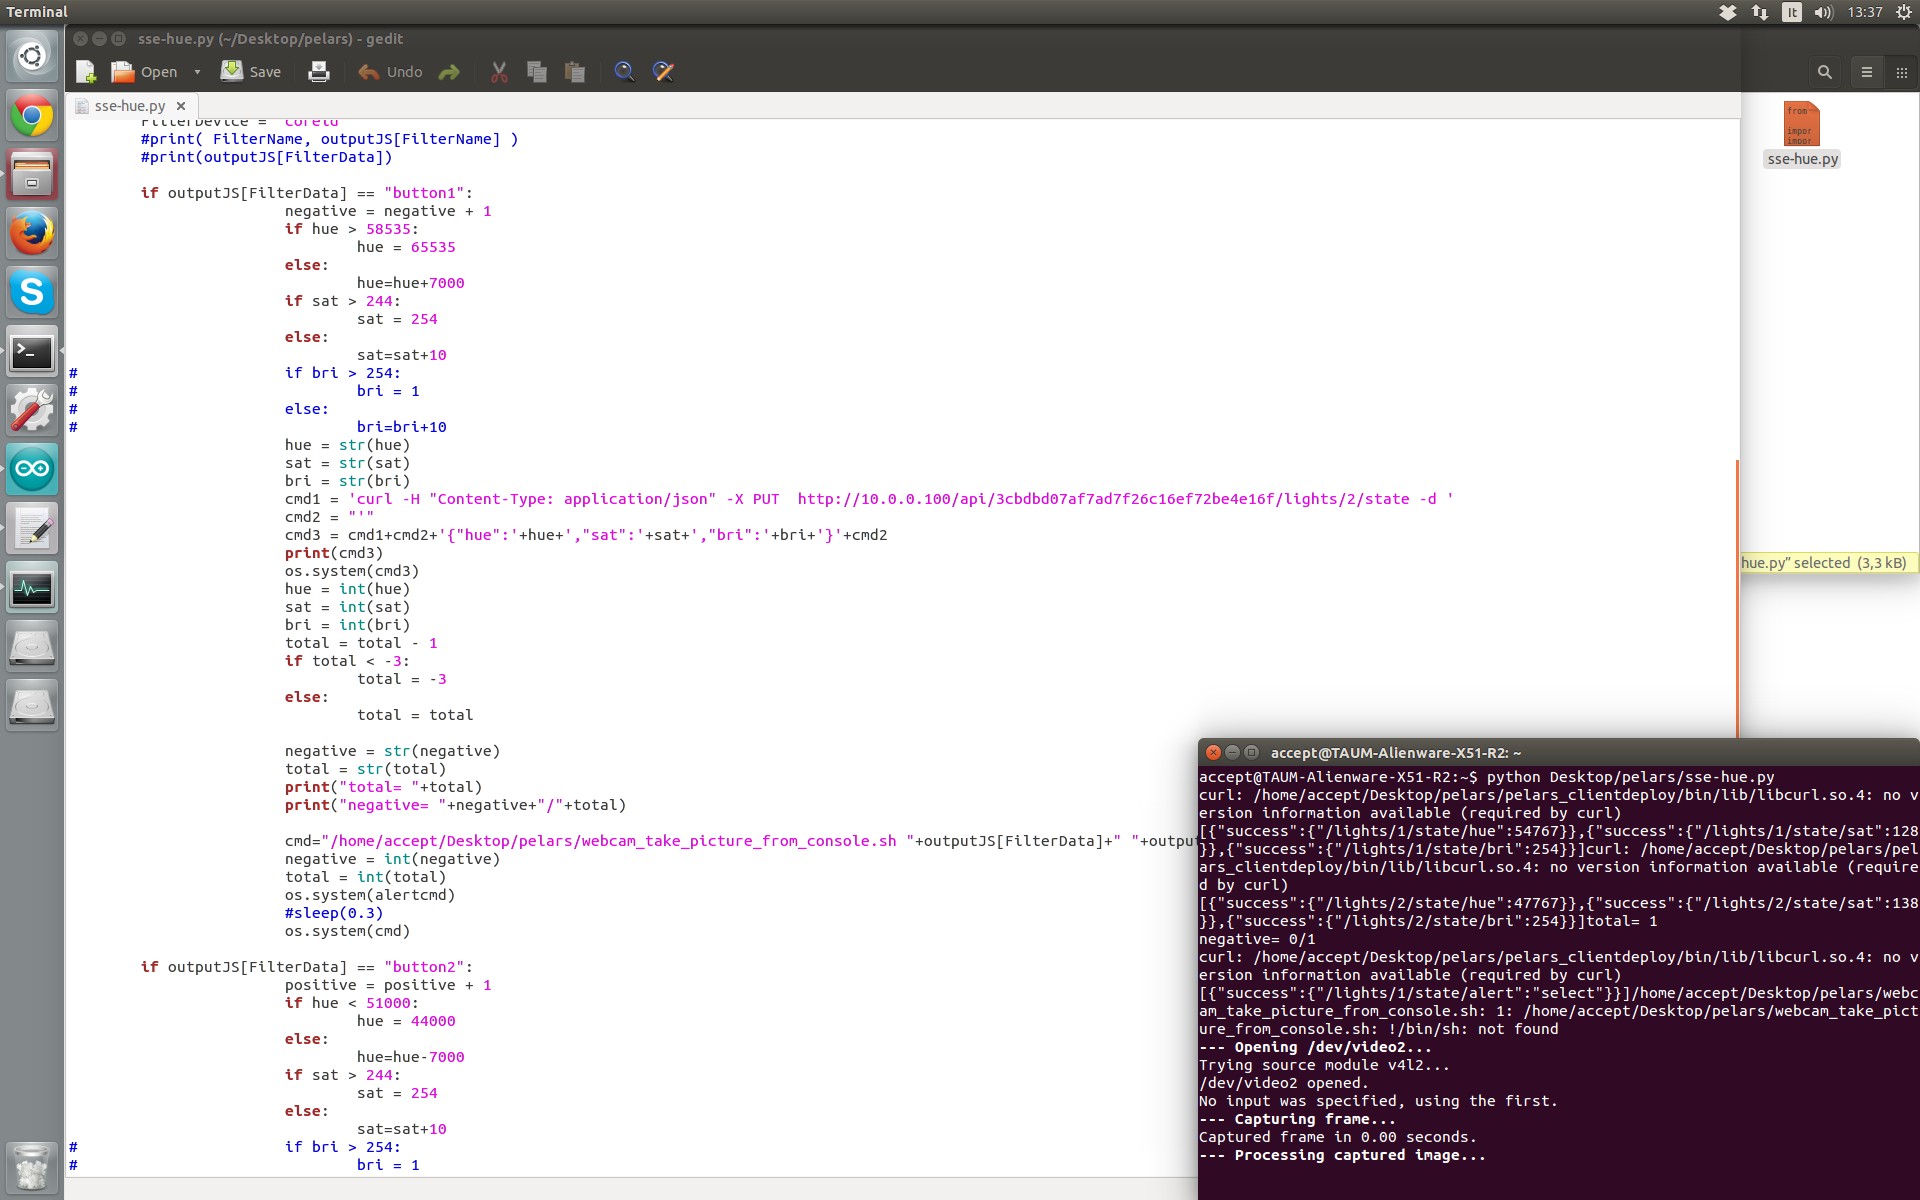 Terminal
It
13:37
sse-hue.py (~/Desktop/pelars) - gedit
Open
Save
Undo
sse-hue.py
FilterDevice = "coreid"
#print( FilterName, outputJS[FilterName] )
#print(outputJS[FilterData])
if outputJS[FilterData] == "button1":
negative = negative + 1
if hue > 58535:
hue = 65535
else:
hue=hue+7000
if sat > 244:
sat = 254
else:
sat=sat+10
# if bri > 254:
# bri = 1
# else:
# bri=bri+10
hue = str(hue)
sat = str(sat)
bri = str(bri)
cmd1 = 'curl -H "Content-Type: application/json" -X PUT  http://10.0.0.100/api/3cbdbd07af7ad7f26c16ef72be4e16f/lights/2/state -d '
cmd2 = "'"
cmd3 = cmd1+cmd2+'{"hue":'+hue+',"sat":'+sat+',"bri":'+bri+'}'+cmd2
print(cmd3)
os.system(cmd3)
hue = int(hue)
sat = int(sat)
bri = int(bri)
total = total - 1
if total < -3:
total = -3
else:
total = total
negative = str(negative)
total = str(total)
print("total= "+total)
print("negative= "+negative+"/"+total)
cmd="/home/accept/Desktop/pelars/webcam_take_picture_from_console.sh "+outputJS[FilterData]+" "+outpu
negative = int(negative)
total = int(total)
os.system(alertcmd)
#sleep(0.3)
os.system(cmd)
if outputJS[FilterData] == "button2":
positive = positive + 1
if hue < 51000:
hue = 44000
else:
hue=hue-7000
if sat > 244:
sat = 254
else:
sat=sat+10
# if bri > 254:
# bri = 1
from
impor
impor
sse-hue.py
hue.py" selected (3,3 kB)
accept@TAUM-Alienware-X51-R2: ~
accept@TAUM-Alienware-X51-R2:~$ python Desktop/pelars/sse-hue.py
curl: /home/accept/Desktop/pelars/pelars_clientdeploy/bin/lib/libcurl.so.4: no v
ersion information available (required by curl)
[{"success":{"/lights/1/state/hue":54767}},{"success":{"/lights/1/state/sat":128
}},{"success":{"/lights/1/state/bri":254}}]curl: /home/accept/Desktop/pelars/pel
ars_clientdeploy/bin/lib/libcurl.so.4: no version information available (require
d by curl)
[{"success":{"/lights/2/state/hue":47767}},{"success":{"/lights/2/state/sat":138
}},{"success":{"/lights/2/state/bri":254}}]total= 1
negative= 0/1
curl: /home/accept/Desktop/pelars/pelars_clientdeploy/bin/lib/libcurl.so.4: no v
ersion information available (required by curl)
[{"success":{"/lights/1/state/alert":"select"}}]/home/accept/Desktop/pelars/webc
am_take_picture_from_console.sh: 1: /home/accept/Desktop/pelars/webcam_take_pict
ure_from_console.sh: !/bin/sh: not found
--- Opening /dev/video2...
Trying source module v4l2...
/dev/video2 opened.
No input was specified, using the first.
--- Capturing frame...
Captured frame in 0.00 seconds.
--- Processing captured image...